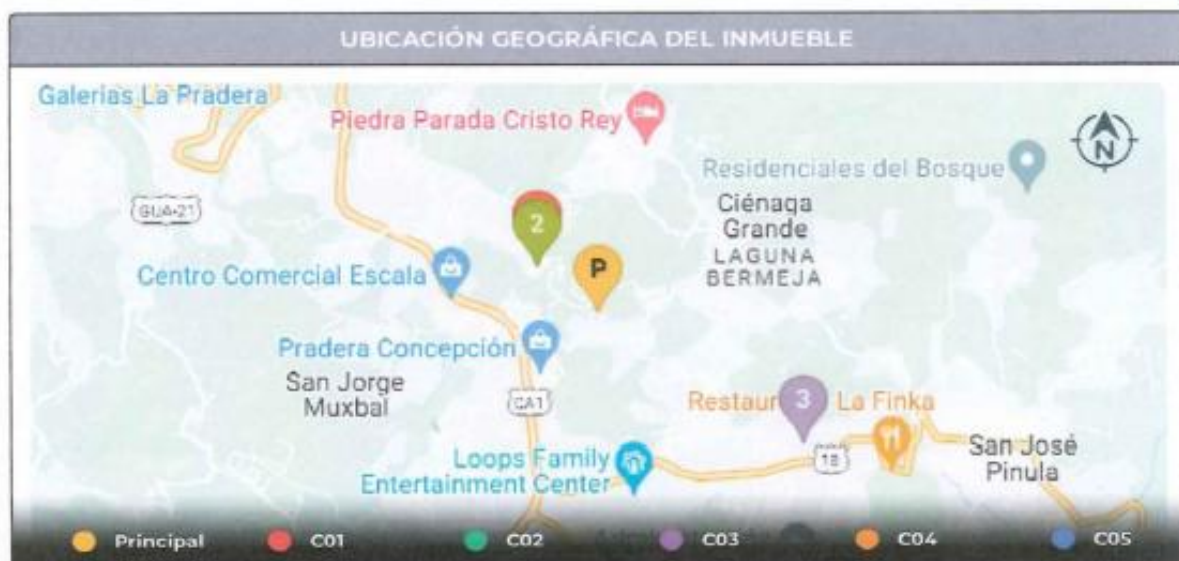 UBICACIÓN GEOGRÁFICA DEL INMUEBLE
Galerias La Pradera
Piedra Parada Cristo Rey
N
Residenciales del Bosque
GUA-21
2
Ciénaga
Grande
LAGUNA
BERMEJA
P
Centro Comercial Escala
Pradera Concepción
San Jorge
Muxbal
CA1
Restaur
3
La Finka
18
San José
Pinula
Loops Family
Entertainment Center
Principal
C01
C02
C03
C04
C05